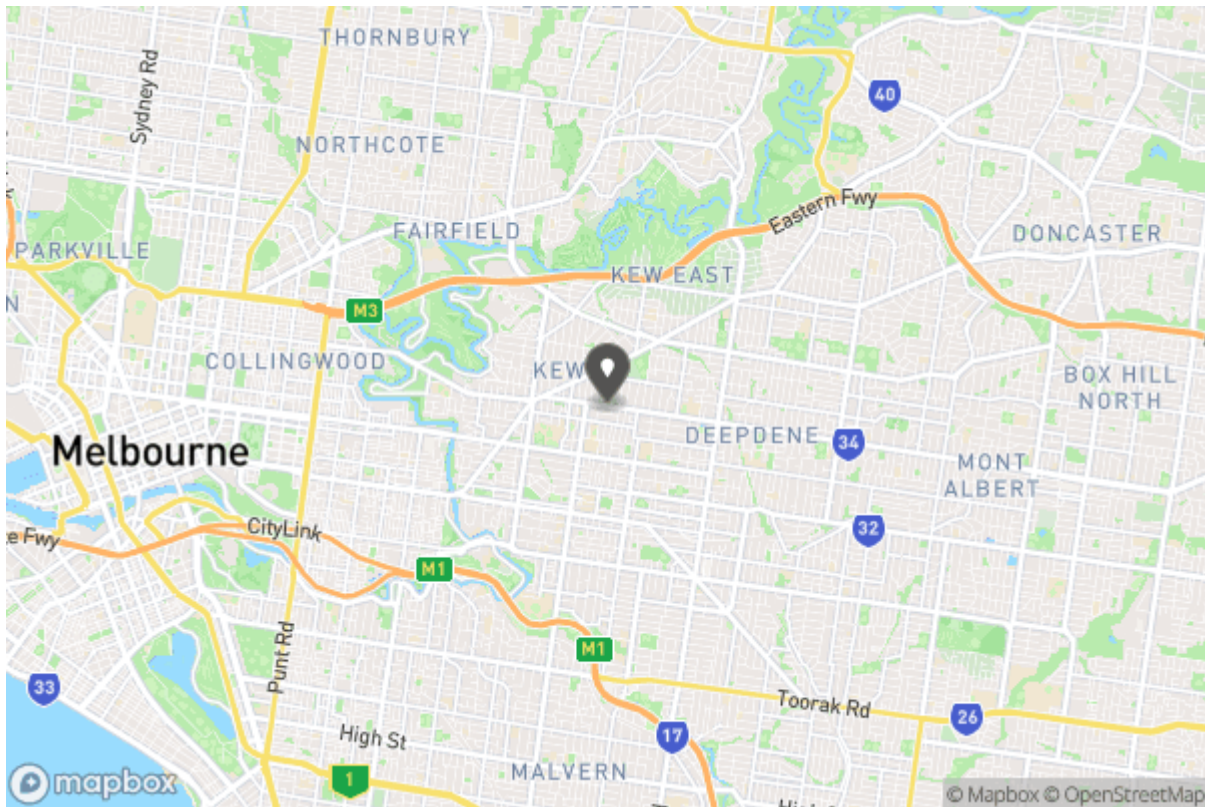 THORNBURY
Sydney Rd
40
NORTHCOTE
Eastern Fwy
FAIRFIELD
DONCASTER
PARKVILLE
KEW EAST
M3
COLLINGWOOD
KEW
BOX HILL
NORTH
DEEPDENE
34
Melbourne
MONT
ALBERT
CityLink
32
te Fwy
M1
M1
Punt Rd
33
Toorak Rd
26
17
High St
MALVERN
1
mapbox
© Mapbox © OpenStreetMap